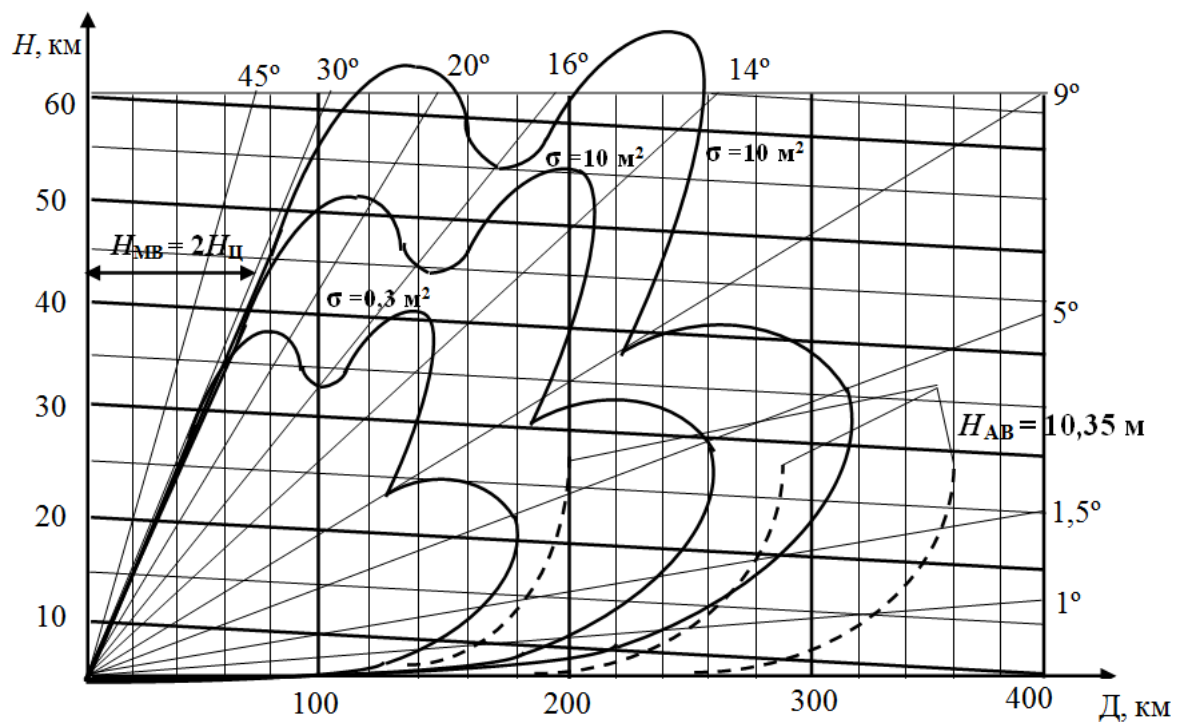 H, км
45º 30º 20º 16º 14º
60
9º
σ =10 м²
σ =10 м²
50
H_МВ = 2H_Ц
40
σ =0,3 м²
5º
30
H_АВ = 10,35 м
20
1,5º
10
1º
100 200 300 400 Д, км